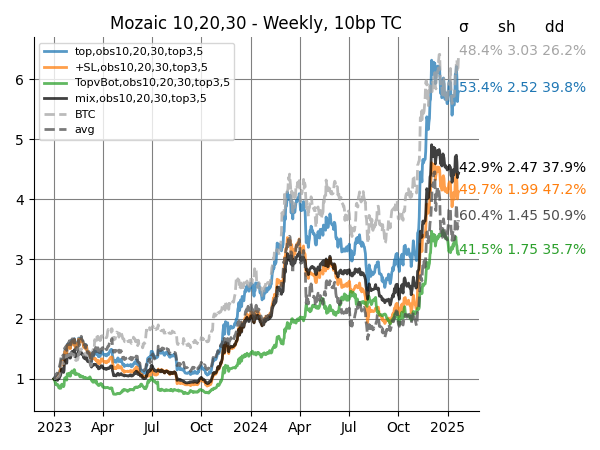 Mozaic 10,20,30 - Weekly, 10bp TC
σ sh dd
top,obs10,20,30,top3,5
+SL,obs10,20,30,top3,5
TopvBot,obs10,20,30,top3,5
mix,obs10,20,30,top3,5
BTC
avg
48.4% 3.03 26.2%
53.4% 2.52 39.8%
42.9% 2.47 37.9%
49.7% 1.99 47.2%
60.4% 1.45 50.9%
41.5% 1.75 35.7%
6
5
4
3
2
1
2023 Apr Jul Oct 2024 Apr Jul Oct 2025